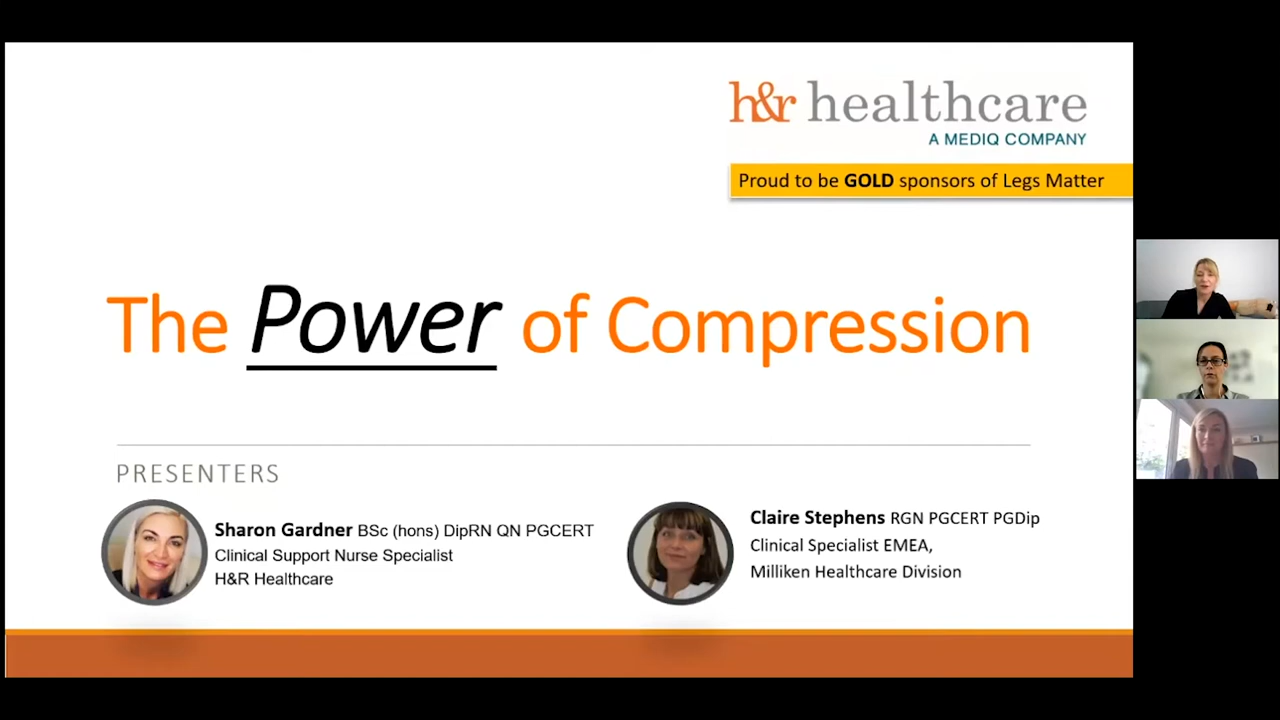 h&r healthcare
A MEDIQ COMPANY
Proud to be GOLD sponsors of Legs Matter
The Power of Compression
PRESENTERS
Sharon Gardner BSc (hons) DipRN QN PGCERT
Clinical Support Nurse Specialist
H&R Healthcare
Claire Stephens RGN PGCERT PGDip
Clinical Specialist EMEA,
Milliken Healthcare Division